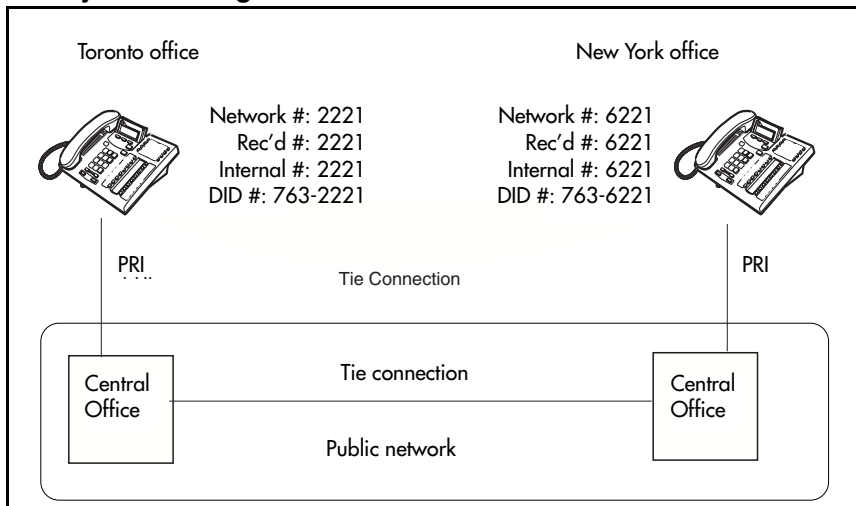 Toronto office
New York office
Network #: 2221
Rec'd #: 2221
Internal #: 2221
DID #: 763-2221
Network #: 6221
Rec'd #: 6221
Internal #: 6221
DID #: 763-6221
PRI
Tie Connection
PRI
Central
Office
Tie connection
Central
Office
Public network